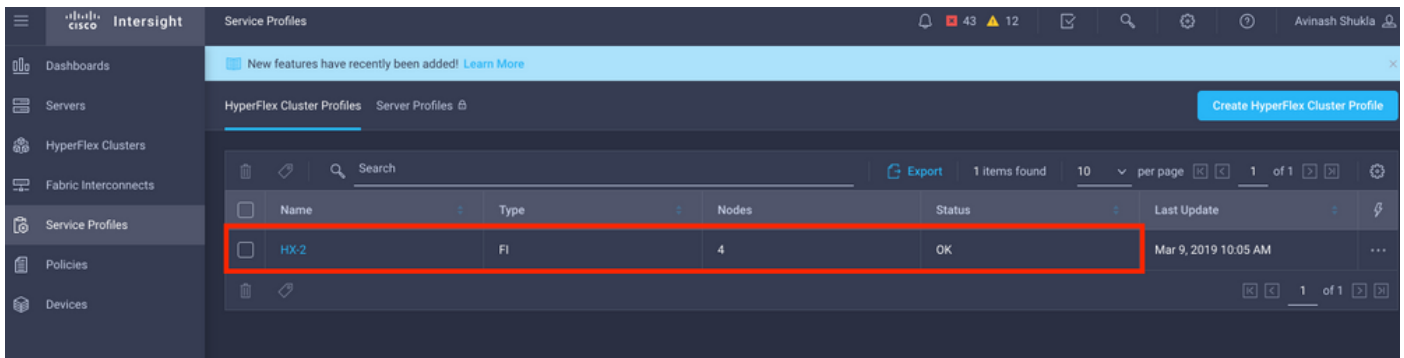 cisco Intersight
Service Profiles
43 12
Avinash Shukla
Dashboards
Servers
HyperFlex Clusters
Fabric Interconnects
Service Profiles
Policies
Devices
New features have recently been added! Learn More
HyperFlex Cluster Profiles Server Profiles
Create HyperFlex Cluster Profile
Search Export 1 items found 10 per page 1 of 1
Name Type Nodes Status Last Update
HX-2 FI 4 OK Mar 9, 2019 10:05 AM
1 of 1